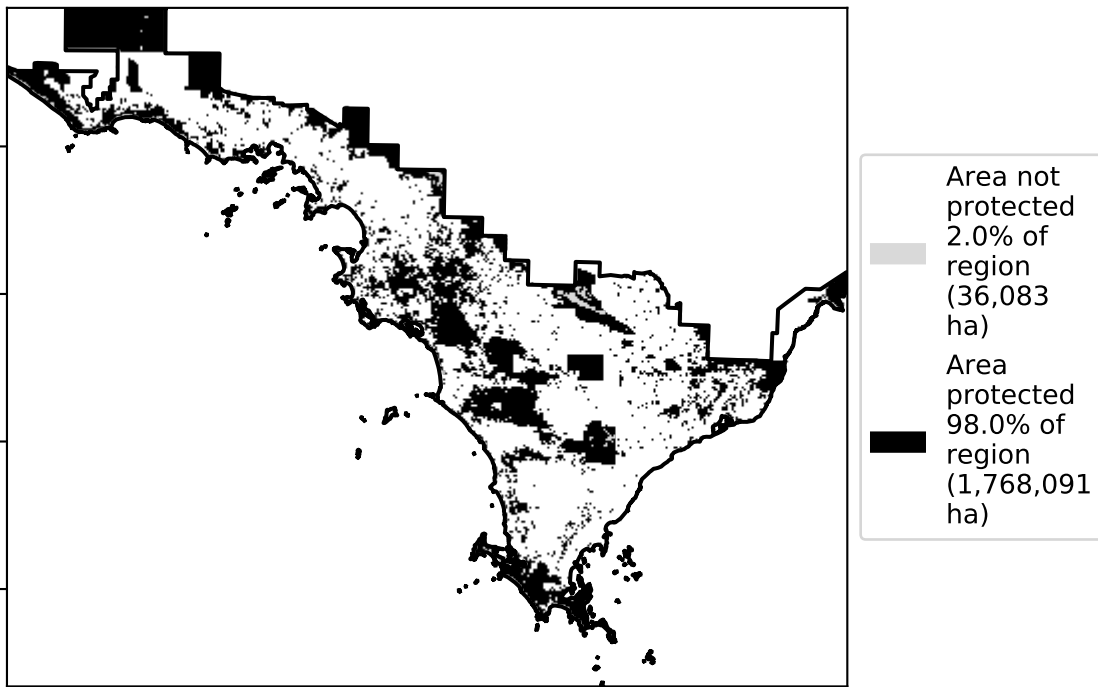 Area not
protected
2.0% of
region
(36,083
ha)
Area
protected
98.0% of
region
(1,768,091
ha)